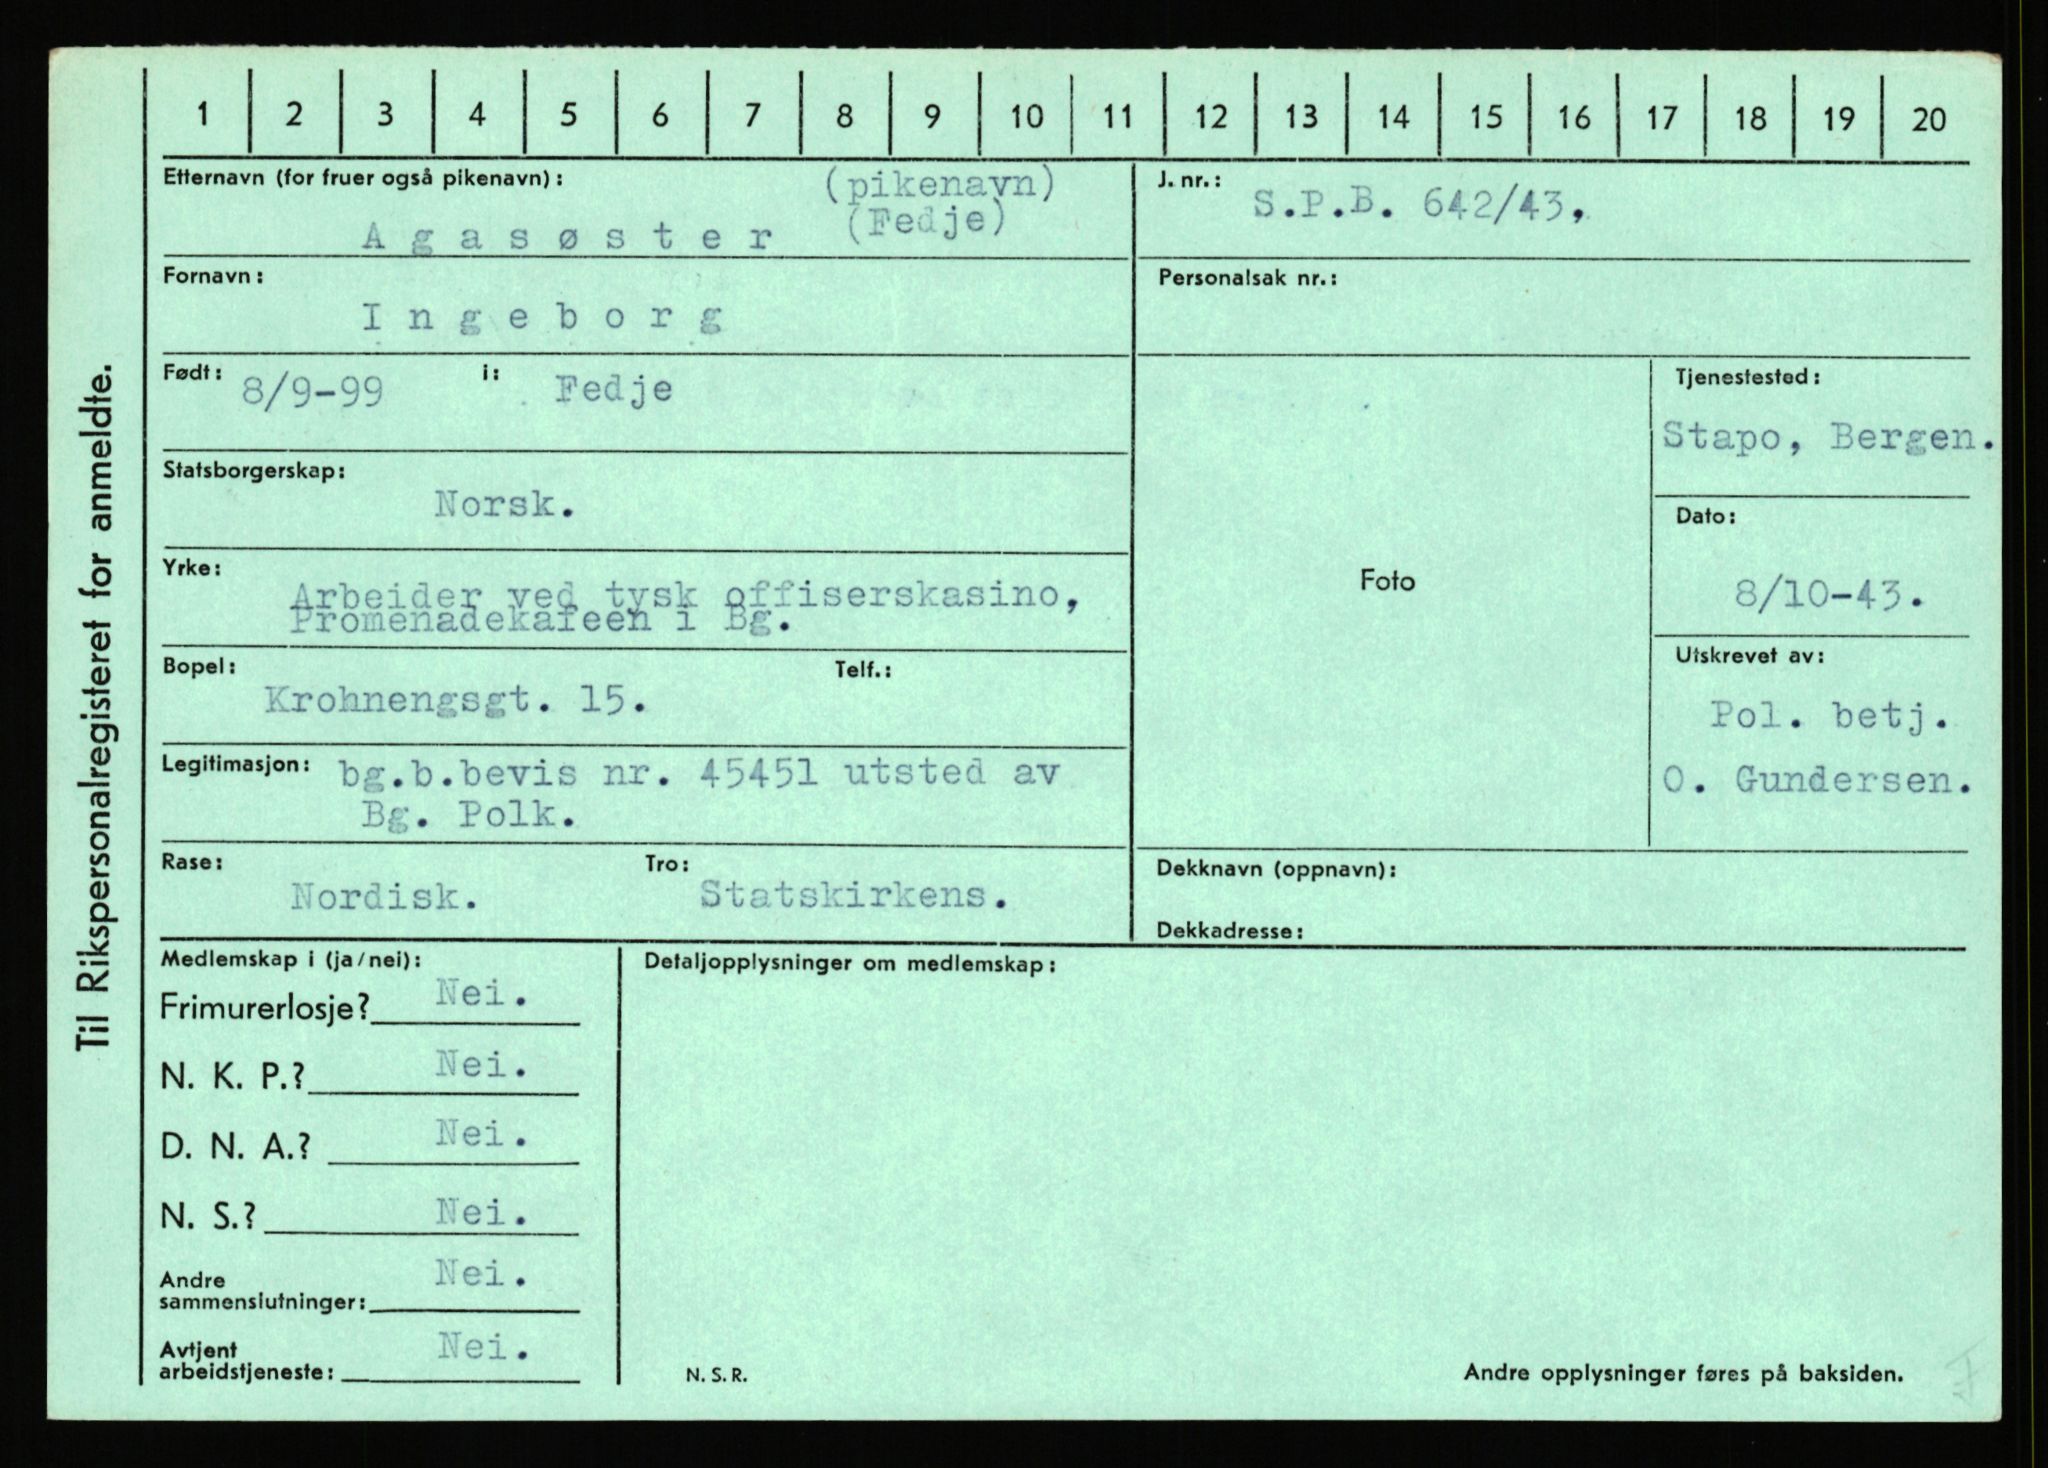 Til Rikspersonalregisteret for anmeldte.
1 2 3 4 5 6 7 8 9 10 11 12 13 14 15 16 17 18 19 20
Etternavn (for fruer også pikenavn): (pikenavn)
Agasøster (Fedje)
J. nr.: S.P.B. 642/43,
Fornavn:
Ingeborg
Personalsak nr.:
Født: 8/9-99 i: Fedje
Statsborgerskap:
Norsk.
Yrke:
Arbeider ved tysk offiserskasino,
Promenadekafeen i Bg.
Bopel: Telf.:
Krohnengsgt. 15.
Legitimasjon: bg.b.bevis nr. 45451 utsted av
Bg. Polk.
Rase: Tro:
Nordisk. Statskirkens.
Foto
Tjenestested:
Stapo, Bergen.
Dato:
8/10-43.
Utskrevet av:
Pol. betj.
O. Gundersen.
Dekknavn (oppnavn):
Dekkadresse:
Medlemskap i (ja/nei):
Frimurerlosje? Nei.
N. K. P.? Nei.
D. N. A.? Nei.
N. S.? Nei.
Andre Nei.
sammenslutninger:
Avtjent Nei.
arbeidstjeneste:
Detaljopplysninger om medlemskap:
N. S. R.
Andre opplysninger føres på baksiden.